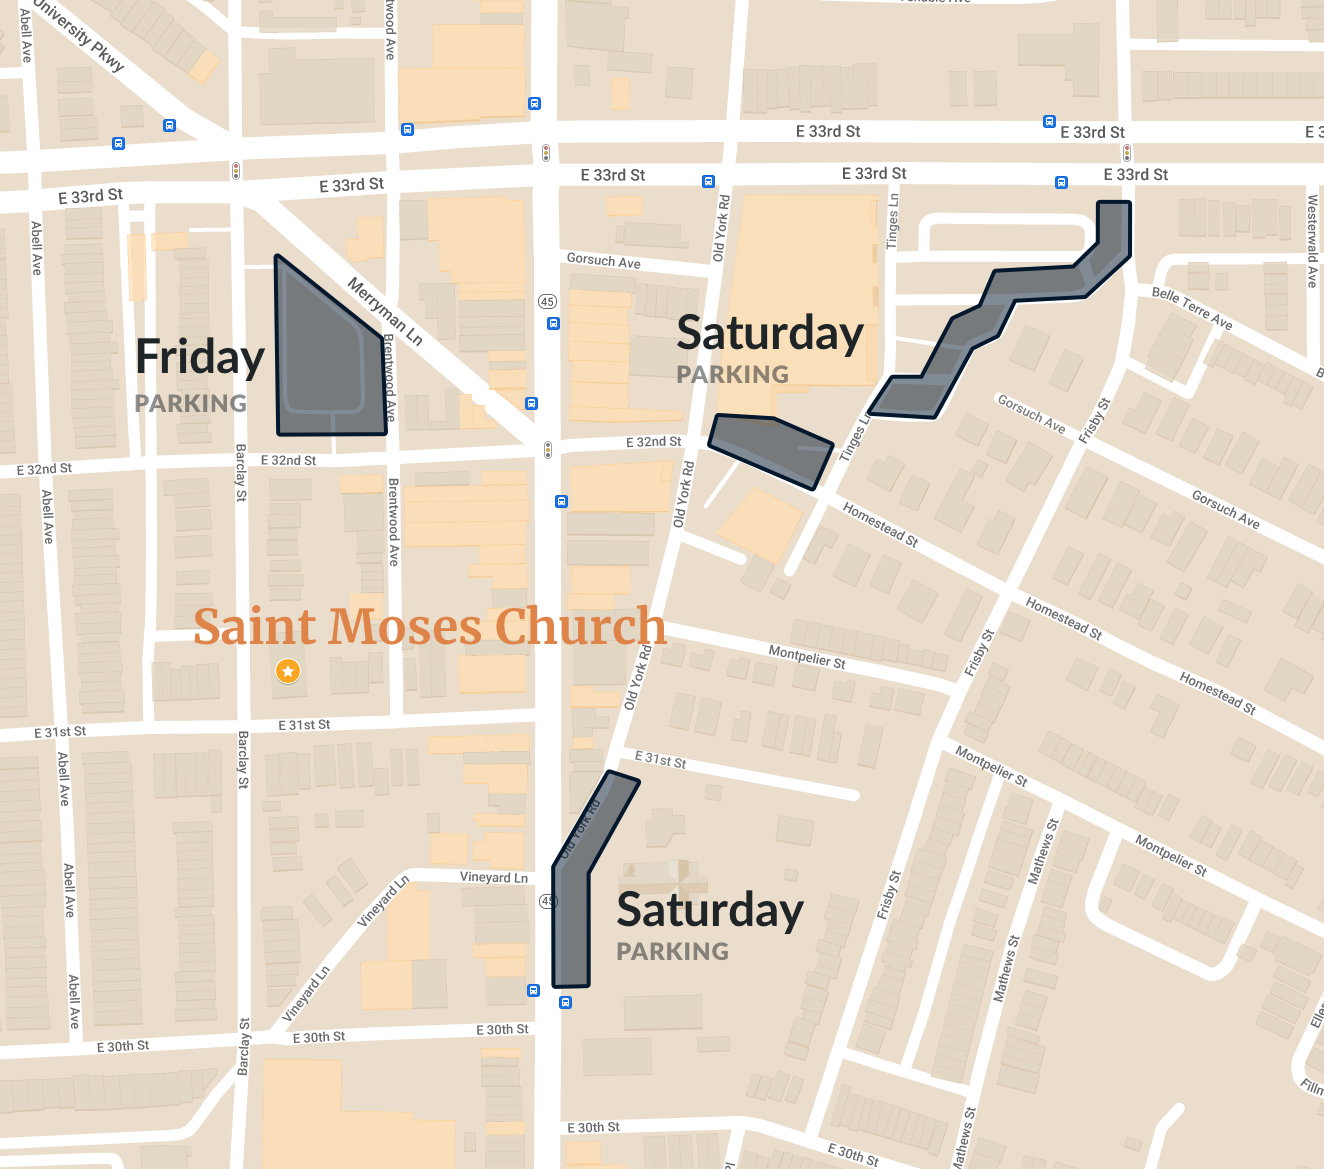 Venable Ave
Abell Ave
University Pkwy
Brentwood Ave
E 33rd St
E 33rd St
E 33rd St
E 33rd St
E 33rd St
E 33rd St
E 33rd St
E 33rd St
Abell Ave
Old York Rd
Tinges Ln
Westerwald Ave
Gorsuch Ave
Merryman Ln
45
Belle Terre Ave
Friday
PARKING
Brentwood Ave
Saturday
PARKING
Gorsuch Ave
Frisby St
E 32nd St
E 32nd St
E 32nd St
Barclay St
Tinges Ln
Abell Ave
Brentwood Ave
Old York Rd
Homestead St
Gorsuch Ave
Saint Moses Church
Homestead St
Montpelier St
Frisby St
Old York Rd
Homestead St
E 31st St
E 31st St
E 31st St
Abell Ave
Barclay St
Montpelier St
Old York Rd
Mathews St
Montpelier St
Vineyard Ln
Vineyard Ln
Abell Ave
Frisby St
45
Saturday
PARKING
Vineyard Ln
Mathews St
Abell Ave
E 30th St
E 30th St
E 30th St
Barclay St
E 30th St
E 30th St
Mathews St